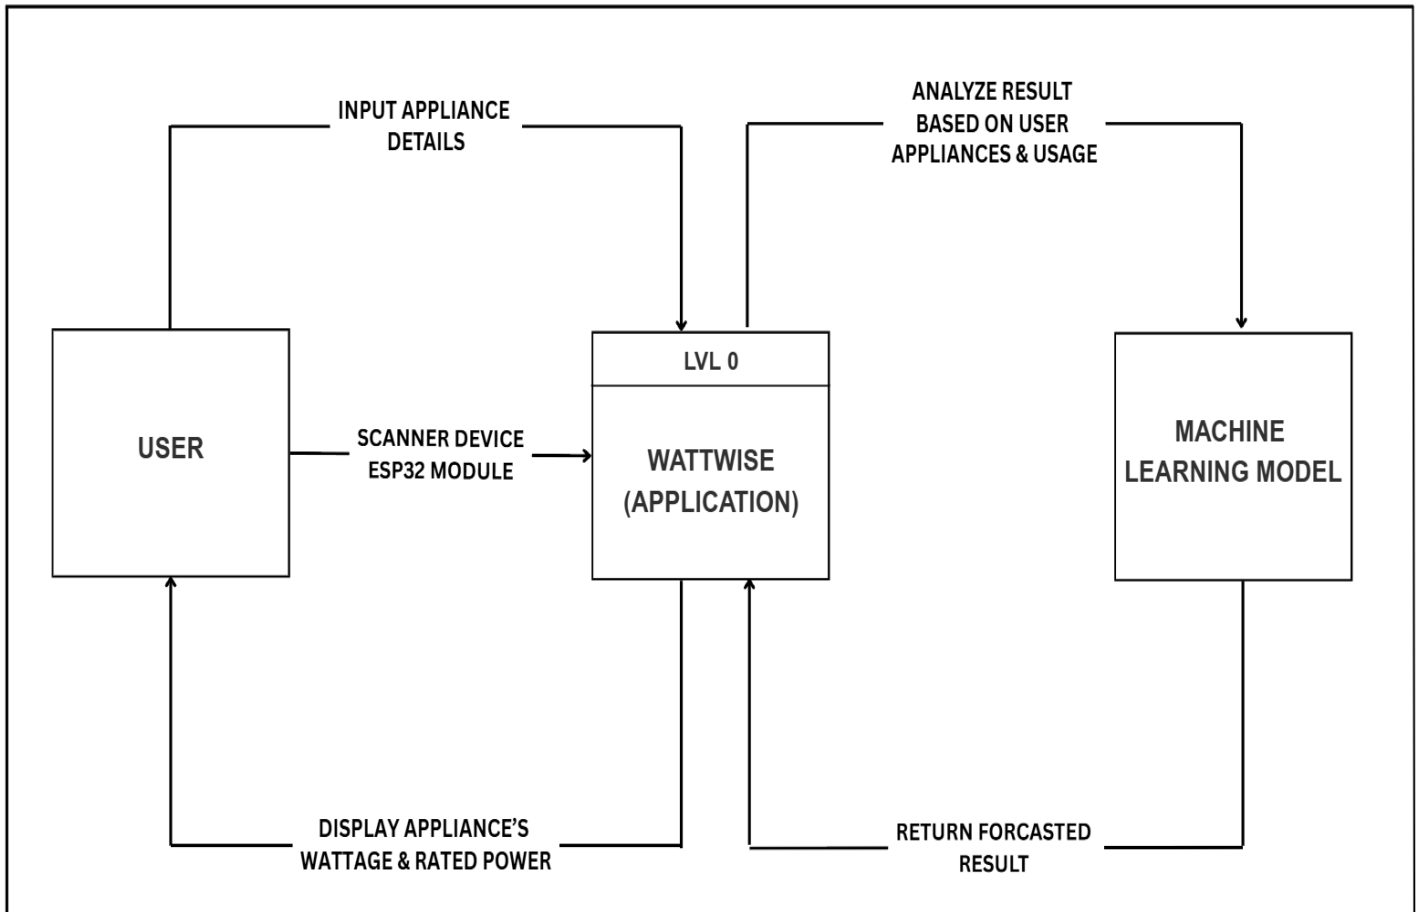 INPUT APPLIANCE
DETAILS
ANALYZE RESULT
BASED ON USER
APPLIANCES & USAGE
USER
SCANNER DEVICE
ESP32 MODULE
LVL 0
WATTWISE
(APPLICATION)
MACHINE
LEARNING MODEL
DISPLAY APPLIANCE’S
WATTAGE & RATED POWER
RETURN FORCASTED
RESULT